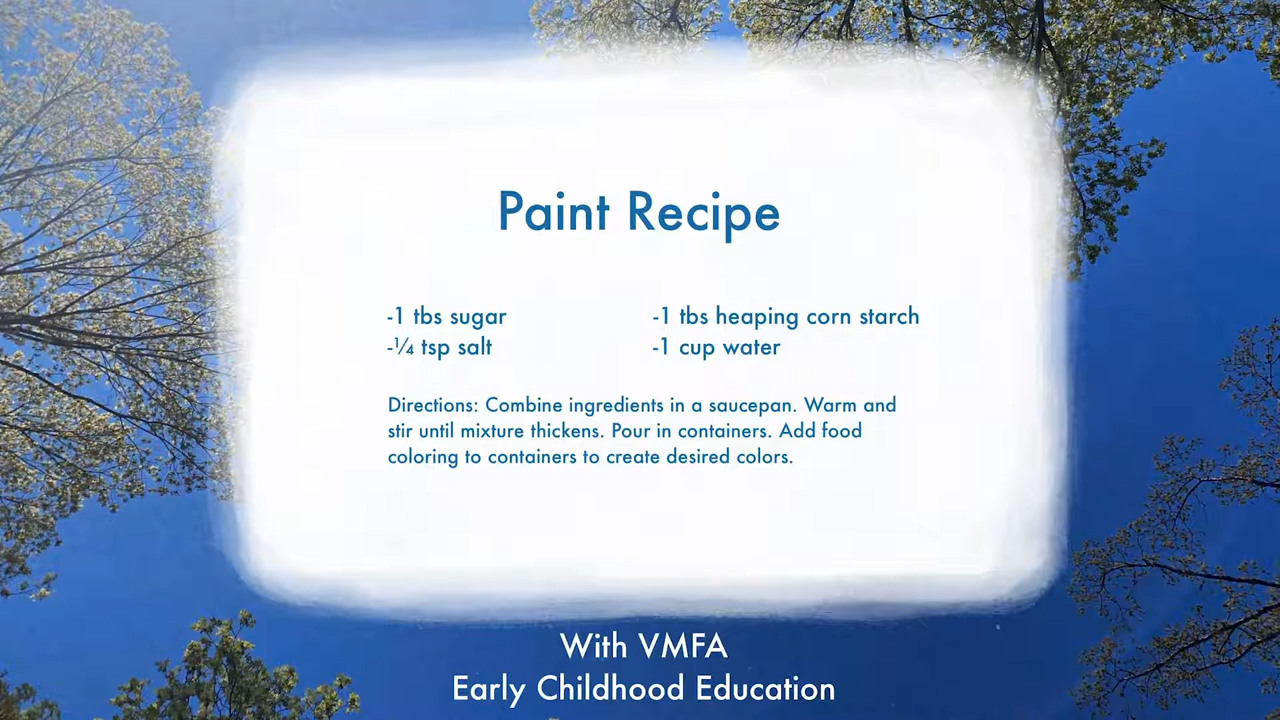 Paint Recipe
-1 tbs sugar
-¼ tsp salt
-1 tbs heaping corn starch
-1 cup water
Directions: Combine ingredients in a saucepan. Warm and
stir until mixture thickens. Pour in containers. Add food
coloring to containers to create desired colors.
With VMFA
Early Childhood Education